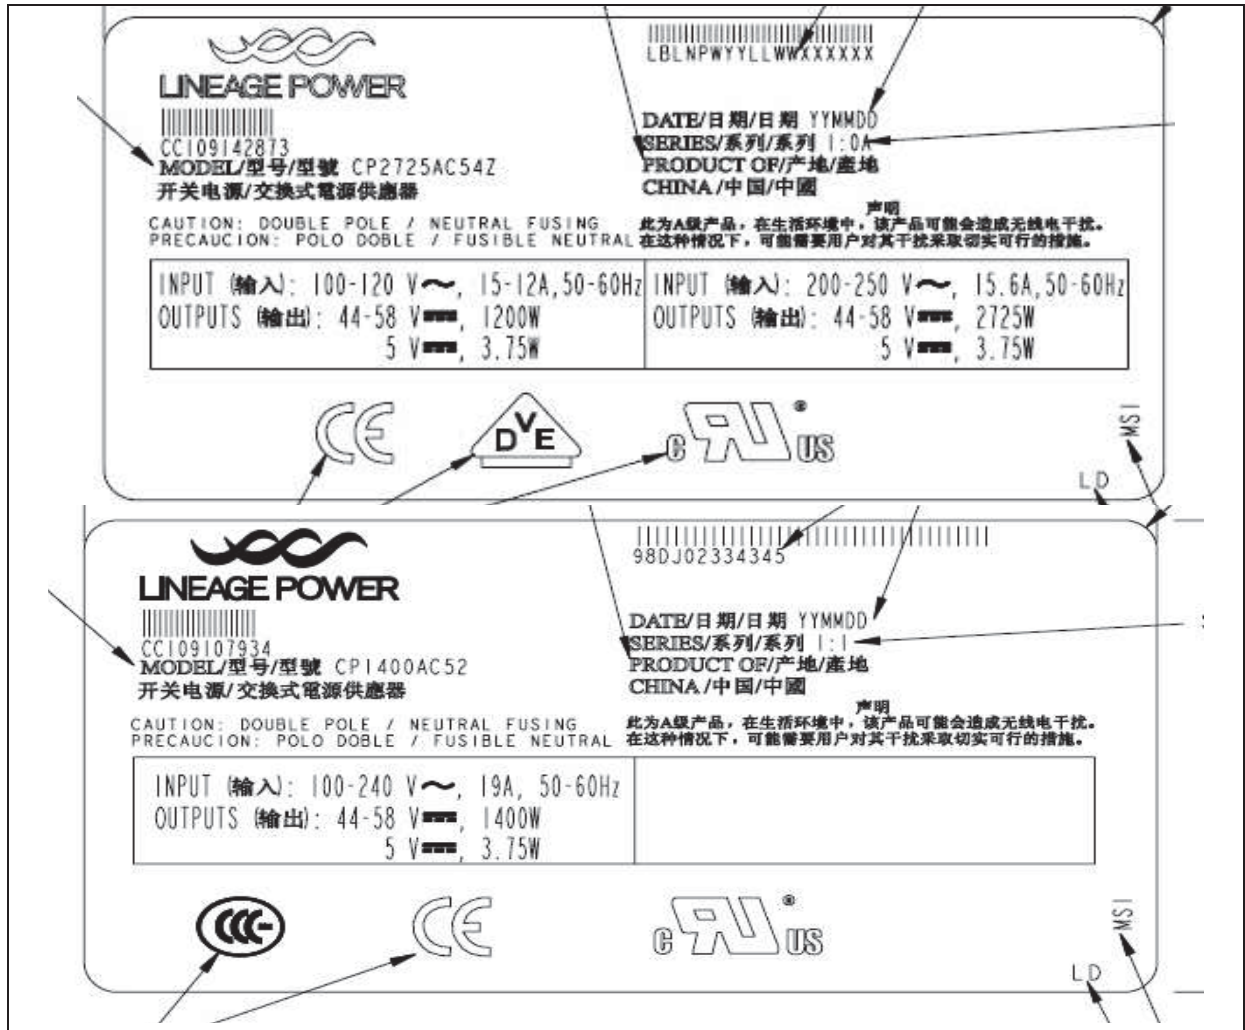 LINEAGE POWER
CC109142873
MODEL/型号/型號 CP2725AC54Z
开关电源/交换式電源供應器
LBLNPWYYLLWWXXXXXX
DATE/日期/日期 YYMMDD
SERIES/系列/系列 1:0A
PRODUCT OF/产地/產地
CHINA/中国/中國
CAUTION: DOUBLE POLE / NEUTRAL FUSING
PRECAUCION: POLO DOBLE / FUSIBLE NEUTRAL
声明
此为A级产品，在生活环境中，该产品可能会造成无线电干扰。
在这种情况下，可能需要用户对其干扰采取切实可行的措施。
INPUT (输入): 100-120 V~, 15-12A, 50-60Hz
OUTPUTS (输出): 44-58 V⎓, 1200W
5 V⎓, 3.75W
INPUT (输入): 200-250 V~, 15.6A, 50-60Hz
OUTPUTS (输出): 44-58 V⎓, 2725W
5 V⎓, 3.75W
CE
DVE
c RU® US
MSI
LD
LINEAGE POWER
CC109107934
MODEL/型号/型號 CP1400AC52
开关电源/交换式電源供應器
98DJ02334345
DATE/日期/日期 YYMMDD
SERIES/系列/系列 1:1
PRODUCT OF/产地/產地
CHINA/中国/中國
CAUTION: DOUBLE POLE / NEUTRAL FUSING
PRECAUCION: POLO DOBLE / FUSIBLE NEUTRAL
声明
此为A级产品，在生活环境中，该产品可能会造成无线电干扰。
在这种情况下，可能需要用户对其干扰采取切实可行的措施。
INPUT (输入): 100-240 V~, 19A, 50-60Hz
OUTPUTS (输出): 44-58 V⎓, 1400W
5 V⎓, 3.75W
CCC
CE
c RU® US
MSI
LD